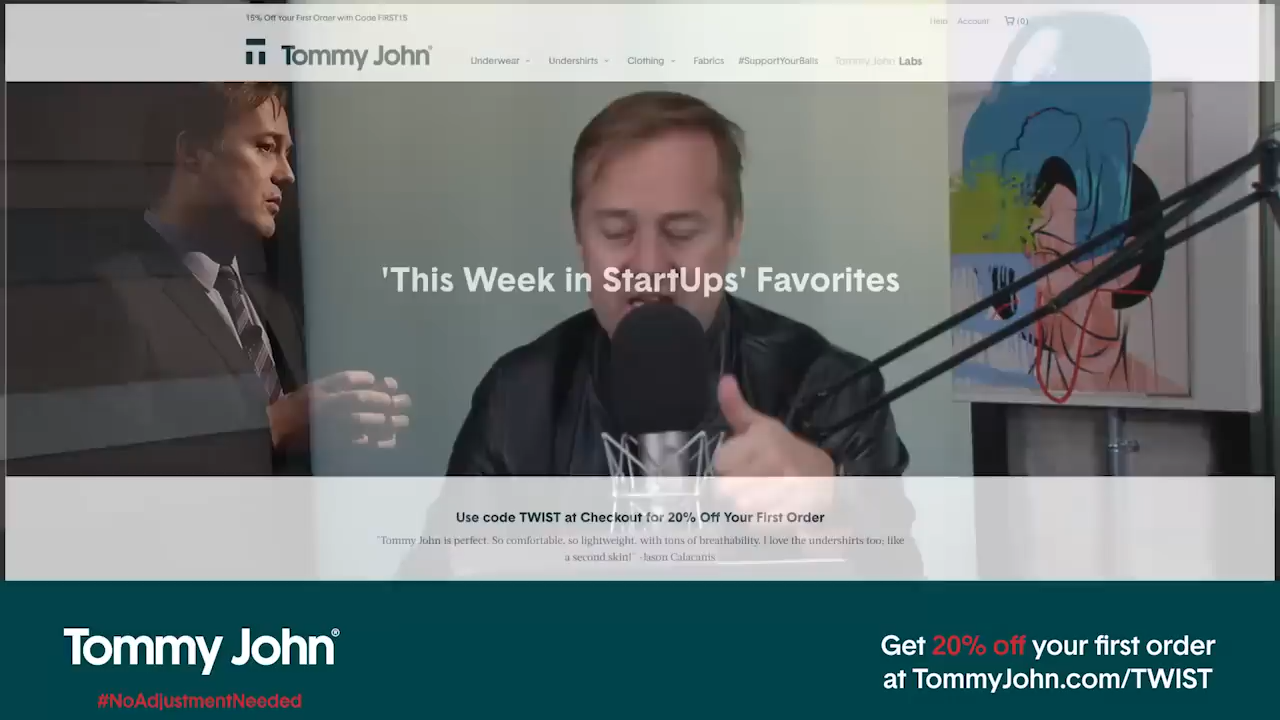 15% Off Your First Order with Code FIRST15
Help Account (0)
Tommy John®
Underwear Undershirts Clothing Fabrics #SupportYourBalls Tommy John Labs
'This Week in StartUps' Favorites
Use code TWIST at Checkout for 20% Off Your First Order
"Tommy John is perfect. So comfortable, so lightweight, with tons of breathability. I love the undershirts too; like
a second skin!" -Jason Calacanis
Tommy John®
#NoAdjustmentNeeded
Get 20% off your first order
at TommyJohn.com/TWIST